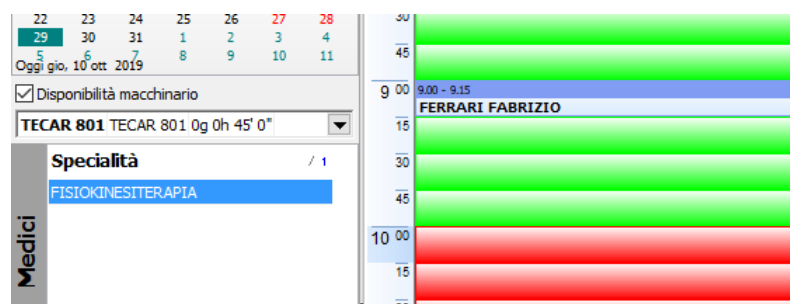 22 23 24 25 26 27 28
29 30 31 1 2 3 4
5 6 7 8 9 10 11
Oggi gio, 10 ott 2019
Disponibilità macchinario
TECAR 801 TECAR 801 0g 0h 45' 0"
Medici
Specialità / 1
FISIOKINESITERAPIA
30
45
9 00 9.00 - 9.15
FERRARI FABRIZIO
15
30
45
10 00
15